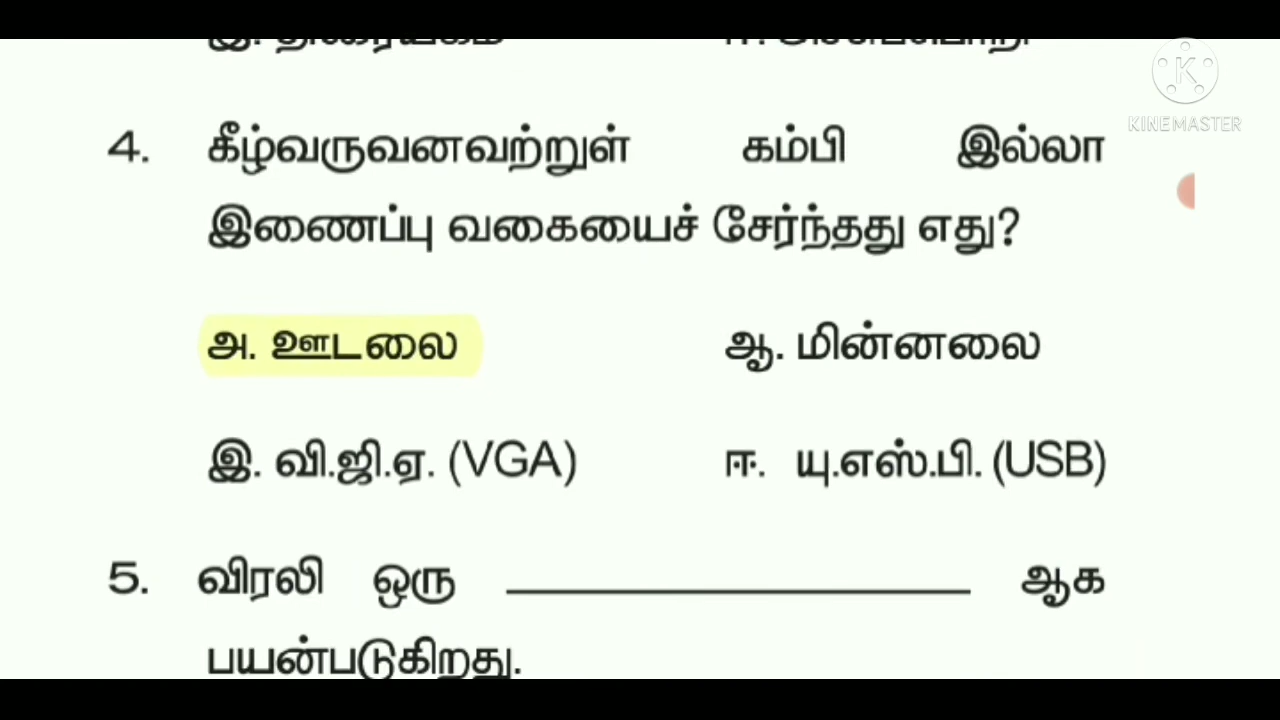 4. கீழ்வருவனவற்றுள் கம்பி இல்லா
இணைப்பு வகையைச் சேர்ந்தது எது?
அ. ஊடலை ஆ. மின்னலை
இ. வி.ஜி.ஏ. (VGA) ஈ. யு.எஸ்.பி. (USB)
5. விரலி ஒரு ____________ ஆக
பயன்படுகிறது.
K
KINEMASTER